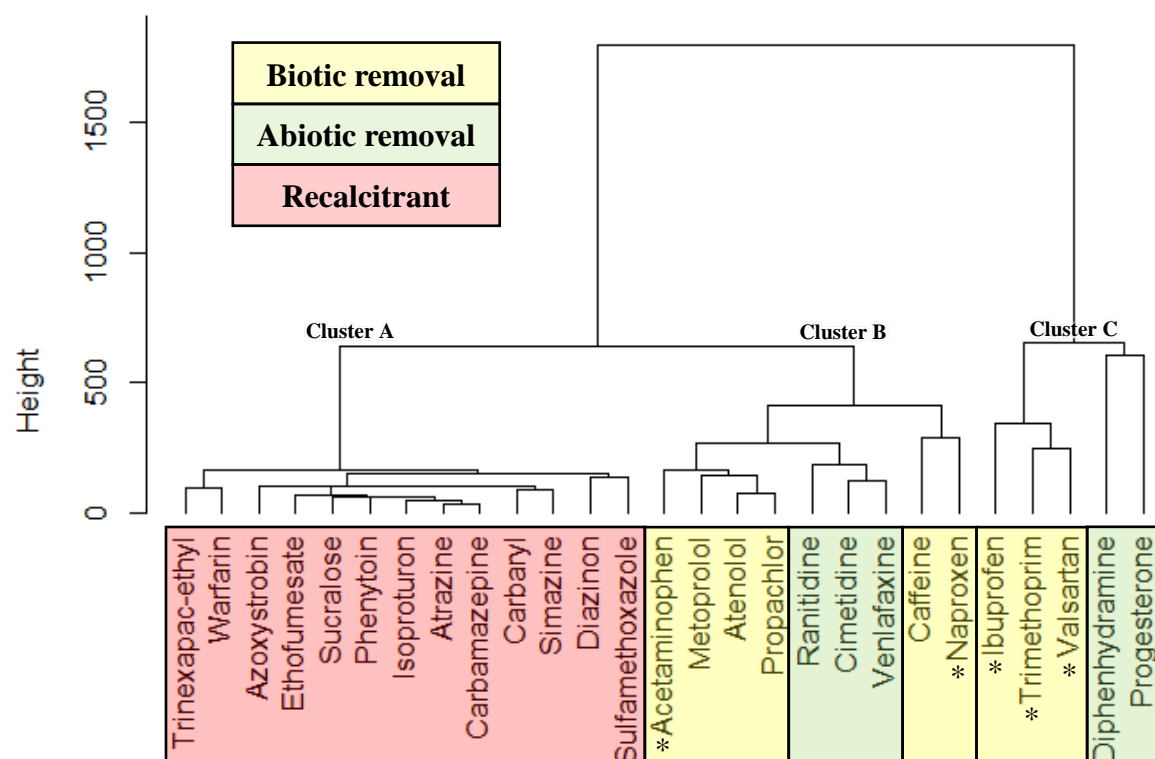 Biotic removal
Abiotic removal
Recalcitrant
1500
1000
500
0
Height
Cluster A
Cluster B
Cluster C
Trinexapac-ethyl
Warfarin
Azoxystrobin
Ethofumesate
Sucralose
Phenytoin
Isoproturon
Atrazine
Carbamazepine
Carbaryl
Simazine
Diazinon
Sulfamethoxazole
*Acetaminophen
Metoprolol
Atenolol
Propachlor
Ranitidine
Cimetidine
Venlafaxine
Caffeine
*Naproxen
*Ibuprofen
*Trimethoprim
*Valsartan
Diphenhydramine
Progesterone